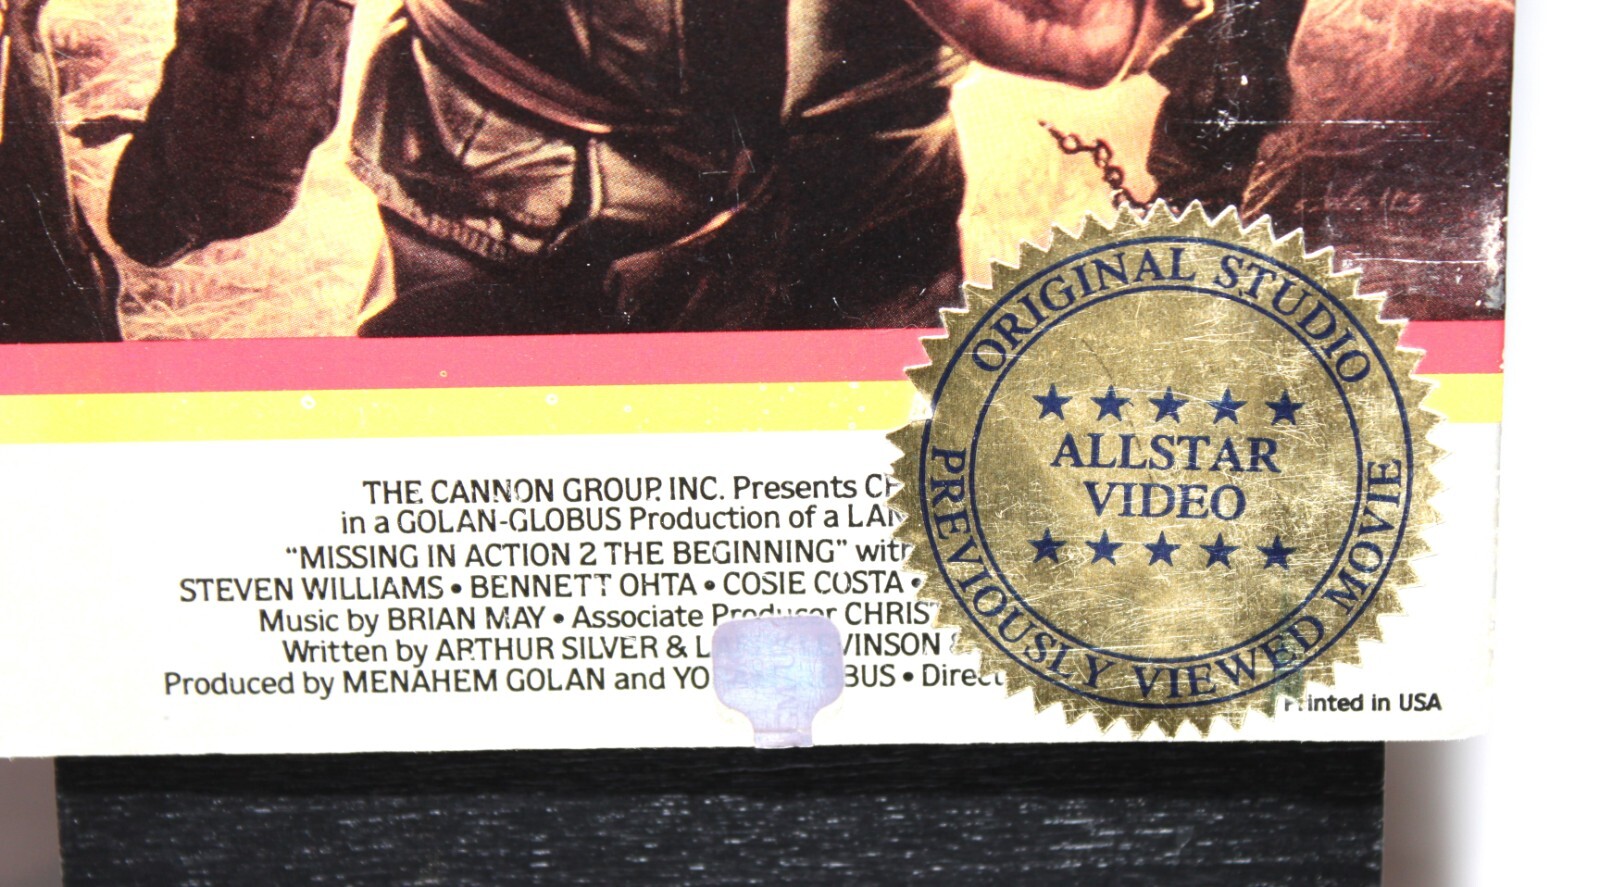 THE CANNON GROUP, INC. Presents
in a GOLAN-GLOBUS Production of a
"MISSING IN ACTION 2 THE BEGINNING" with
STEVEN WILLIAMS • BENNETT OHTA • COSIE COSTA •
Music by BRIAN MAY • Associate Producer
Written by ARTHUR SILVER &
Produced by MENAHEM GOLAN and
ORIGINAL STUDIO
★★★★★
ALLSTAR
VIDEO
★★★★★
PREVIOUSLY VIEWED MOVIE
Printed in USA